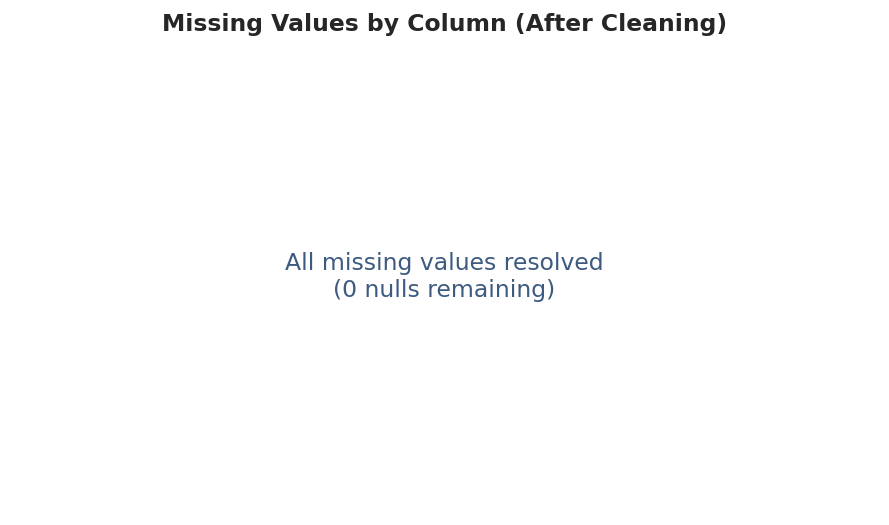 Missing Values by Column (After Cleaning)
All missing values resolved
(0 nulls remaining)